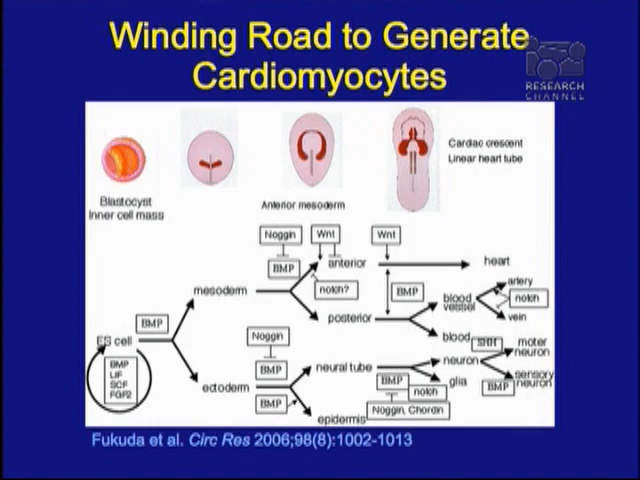 Winding Road to Generate
Cardiomyocytes
RESEARCH
CHANNEL
Cardiac crescent
Linear heart tube
Blastocyst
Inner cell mass
Anterior mesoderm
Noggin
Wnt
Wnt
BMP
anterior
heart
notch?
mesoderm
BMP
artery
blood
vessel
notch
vein
posterior
BMP
ES cell
blood
SHH
moter
neuron
Noggin
BMP
LIF
SCF
FGF2
BMP
neural tube
neuron
glia
sensory
neuron
BMP
BMP
notch
ectoderm
BMP
Noggin, Chordin
epidermis
Fukuda et al. Circ Res 2006;98(8):1002-1013